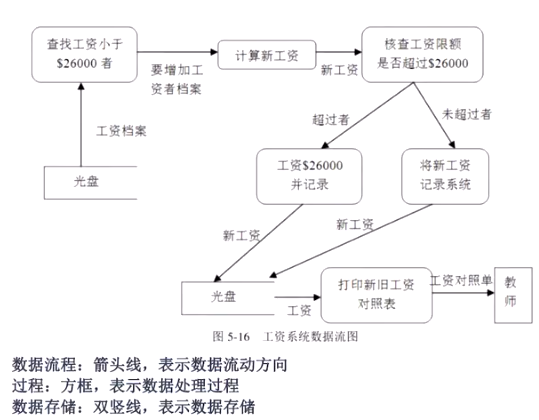 查找工资小于
$26000 者
要增加工
资者档案
计算新工资
新工资
核查工资限额
是否超过$26000
工资档案
光盘
超过者
未超过者
工资$26000
并记录
将新工资
记录系统
新工资
新工资
光盘
工资
打印新旧工资
对照表
工资对照单
教
师
图 5-16 工资系统数据流图
数据流程：箭头线，表示数据流动方向
过程：方框，表示数据处理过程
数据存储：双竖线，表示数据存储